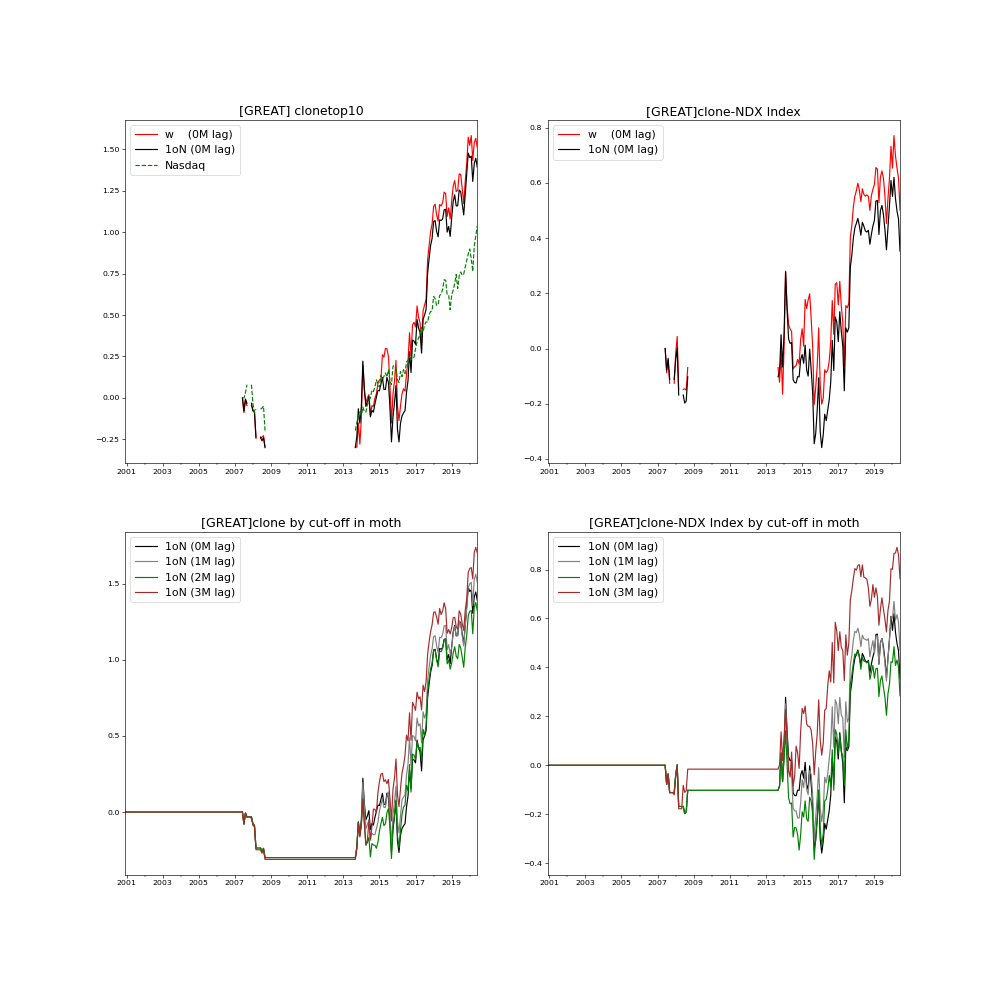 [GREAT] clonetop10
w (0M lag)
1oN (0M lag)
Nasdaq
1.50
1.25
1.00
0.75
0.50
0.25
0.00
−0.25
2001 2003 2005 2007 2009 2011 2013 2015 2017 2019
[GREAT]clone-NDX Index
w (0M lag)
1oN (0M lag)
0.8
0.6
0.4
0.2
0.0
−0.2
−0.4
2001 2003 2005 2007 2009 2011 2013 2015 2017 2019
[GREAT]clone by cut-off in moth
1oN (0M lag)
1oN (1M lag)
1oN (2M lag)
1oN (3M lag)
1.5
1.0
0.5
0.0
2001 2003 2005 2007 2009 2011 2013 2015 2017 2019
[GREAT]clone-NDX Index by cut-off in moth
1oN (0M lag)
1oN (1M lag)
1oN (2M lag)
1oN (3M lag)
0.8
0.6
0.4
0.2
0.0
−0.2
−0.4
2001 2003 2005 2007 2009 2011 2013 2015 2017 2019